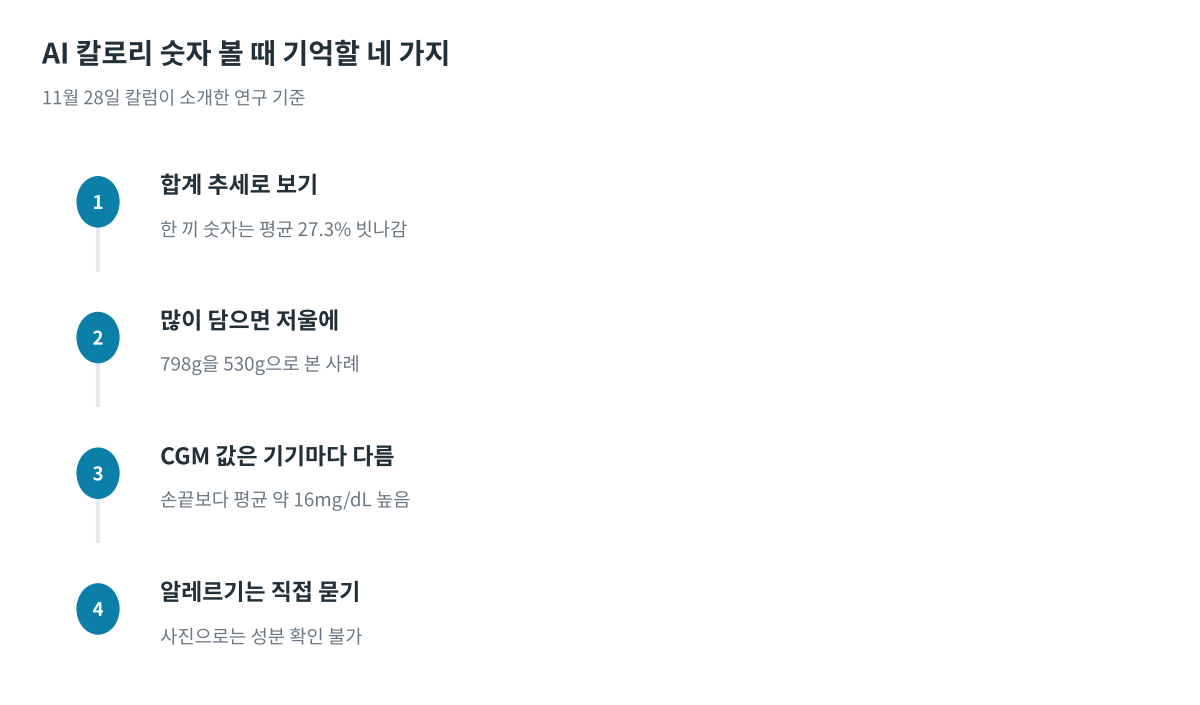 AI 칼로리 숫자 볼 때 기억할 네 가지
11월 28일 칼럼이 소개한 연구 기준
1
합계 추세로 보기
한 끼 숫자는 평균 27.3% 빗나감
2
많이 담으면 저울에
798g을 530g으로 본 사례
3
CGM 값은 기기마다 다름
손끝보다 평균 약 16mg/dL 높음
4
알레르기는 직접 묻기
사진으로는 성분 확인 불가